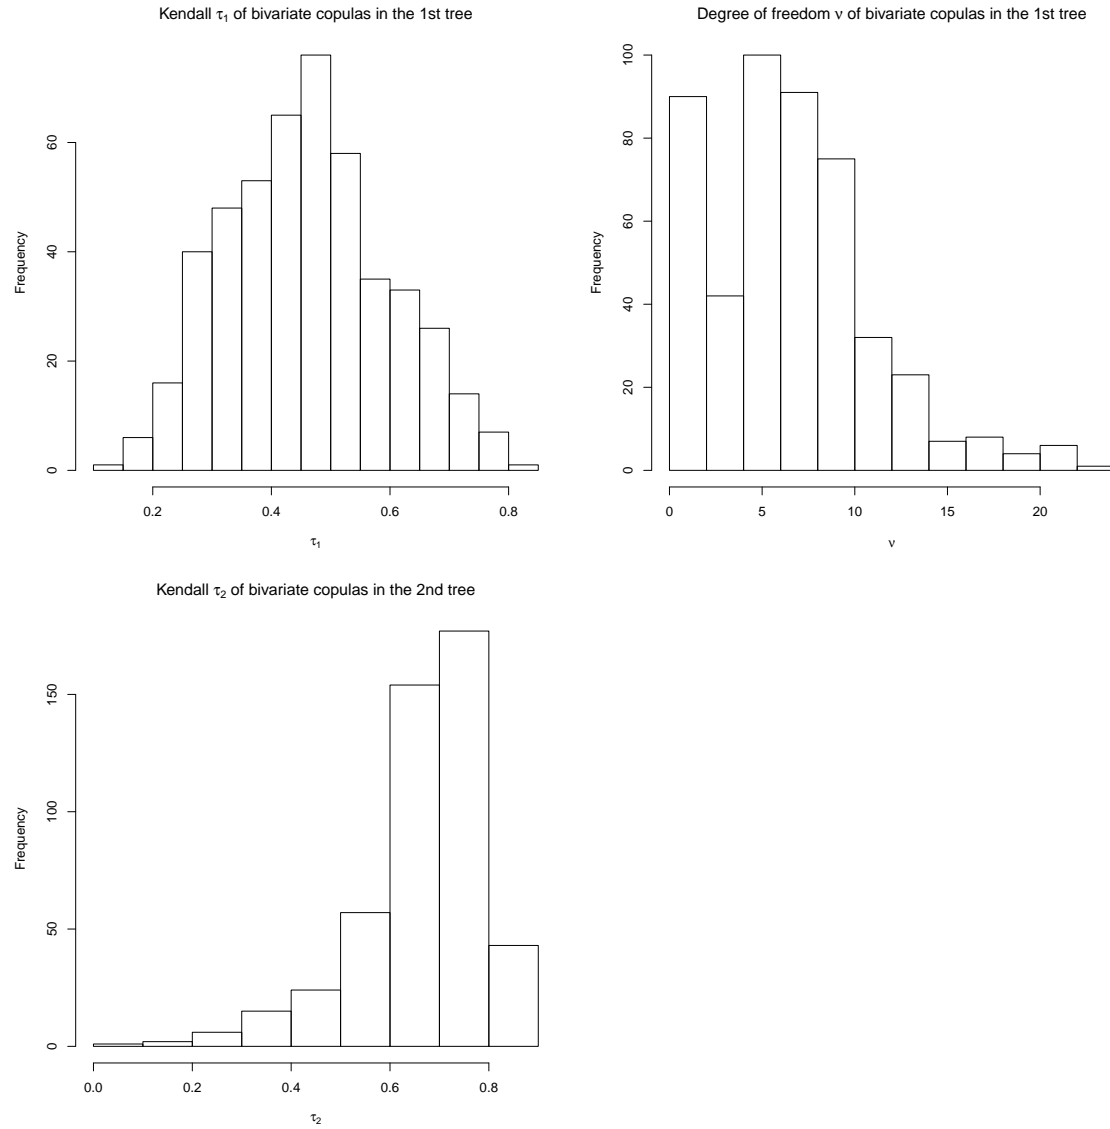 Kendall τ1 of bivariate copulas in the 1st tree
Frequency
0
20
40
60
0.2 0.4 0.6 0.8
τ1
Degree of freedom ν of bivariate copulas in the 1st tree
Frequency
0
20
40
60
80
100
0 5 10 15 20
ν
Kendall τ2 of bivariate copulas in the 2nd tree
Frequency
0
50
100
150
0.0 0.2 0.4 0.6 0.8
τ2